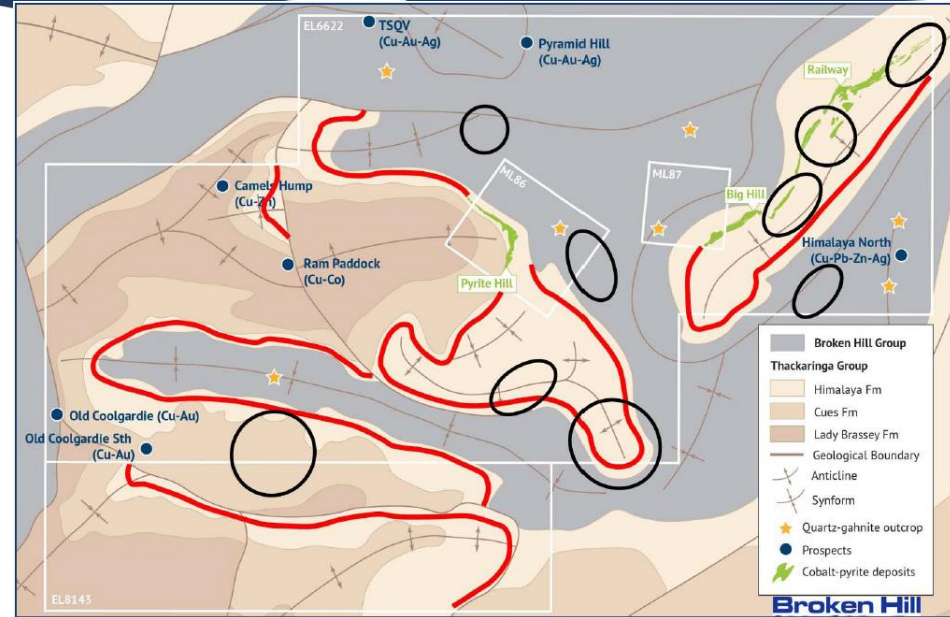 EL6622
TSQV
(Cu-Au-Ag)
Pyramid Hill
(Cu-Au-Ag)
Railway
ML86
ML87
Camels Hump
(Cu-Zn)
Big Hill
Himalaya North
(Cu-Pb-Zn-Ag)
Ram Paddock
(Cu-Co)
Pyrite Hill
Old Coolgardie (Cu-Au)
Old Coolgardie Sth
(Cu-Au)
EL8143
Broken Hill Group
Thackaringa Group
Himalaya Fm
Cues Fm
Lady Brassey Fm
Geological Boundary
Anticline
Synform
Quartz-gahnite outcrop
Prospects
Cobalt-pyrite deposits
Broken Hill